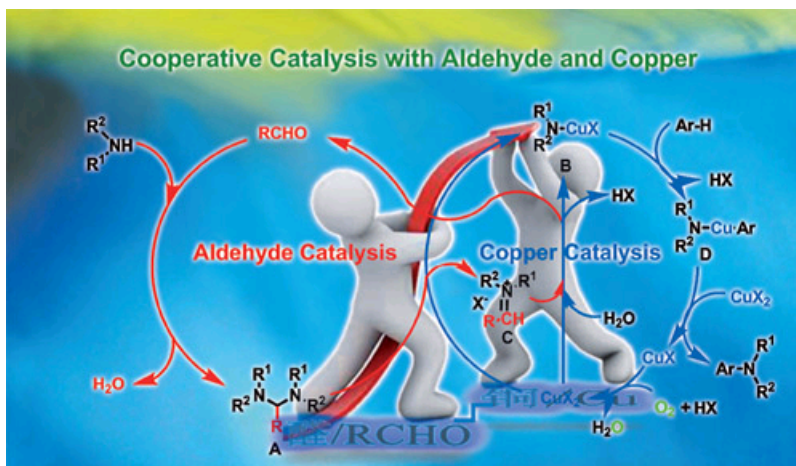 Cooperative Catalysis with Aldehyde and Copper
R²
NH
R¹
RCHO
R¹
N-CuX
R²
Ar-H
B
HX
HX
R¹
N-Cu·Ar
R²
D
Aldehyde Catalysis
Copper Catalysis
R² R¹
N
X⁻
R-CH
C
H₂O
CuX₂
CuX
R¹
Ar-N
R²
H₂O
R¹ R¹
N N
R² R²
R
A
/RCHO
CuX₂
/Cu
O₂ + HX
H₂O